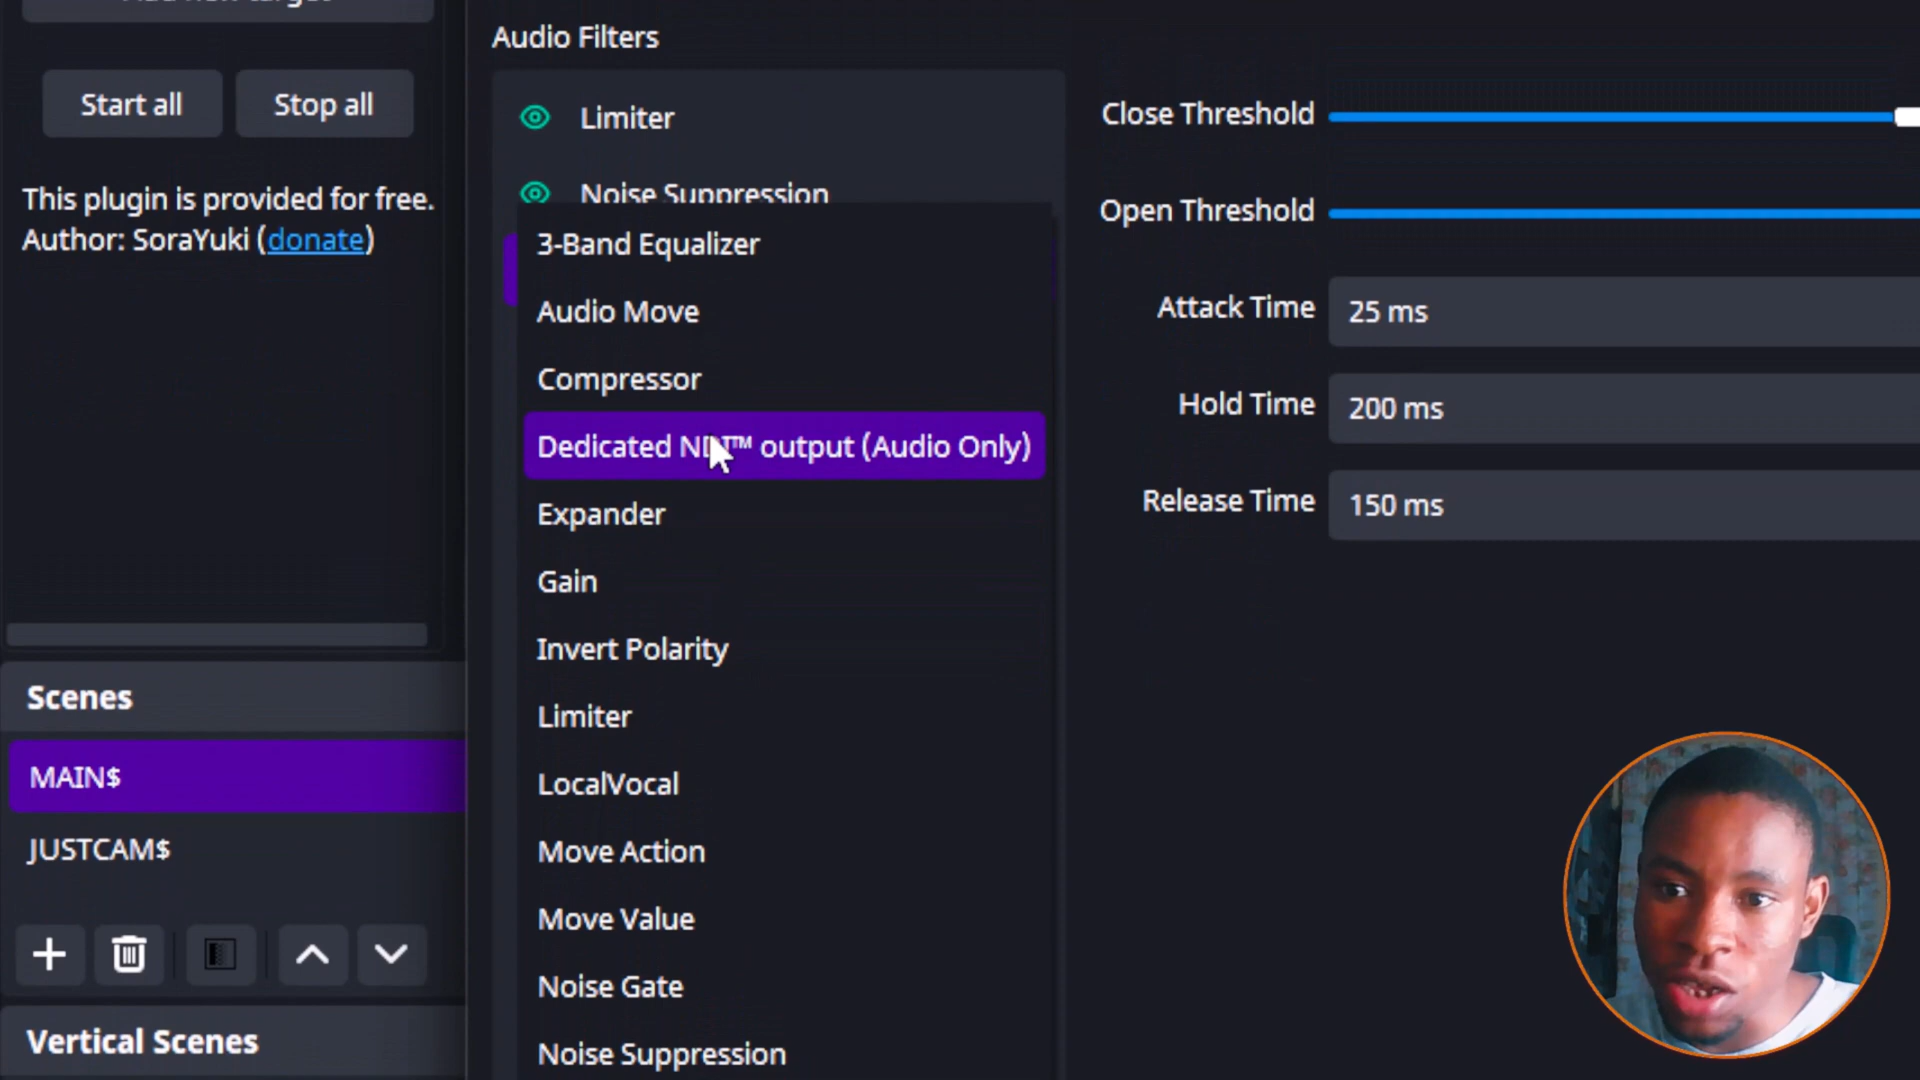 Start all
Stop all
This plugin is provided for free.
Author: SoraYuki (donate)
Scenes
MAIN$
JUSTCAM$
Vertical Scenes
Audio Filters
Limiter
Noise Suppression
3-Band Equalizer
Audio Move
Compressor
Dedicated NDI™ output (Audio Only)
Expander
Gain
Invert Polarity
Limiter
LocalVocal
Move Action
Move Value
Noise Gate
Noise Suppression
Close Threshold
Open Threshold
Attack Time
25 ms
Hold Time
200 ms
Release Time
150 ms